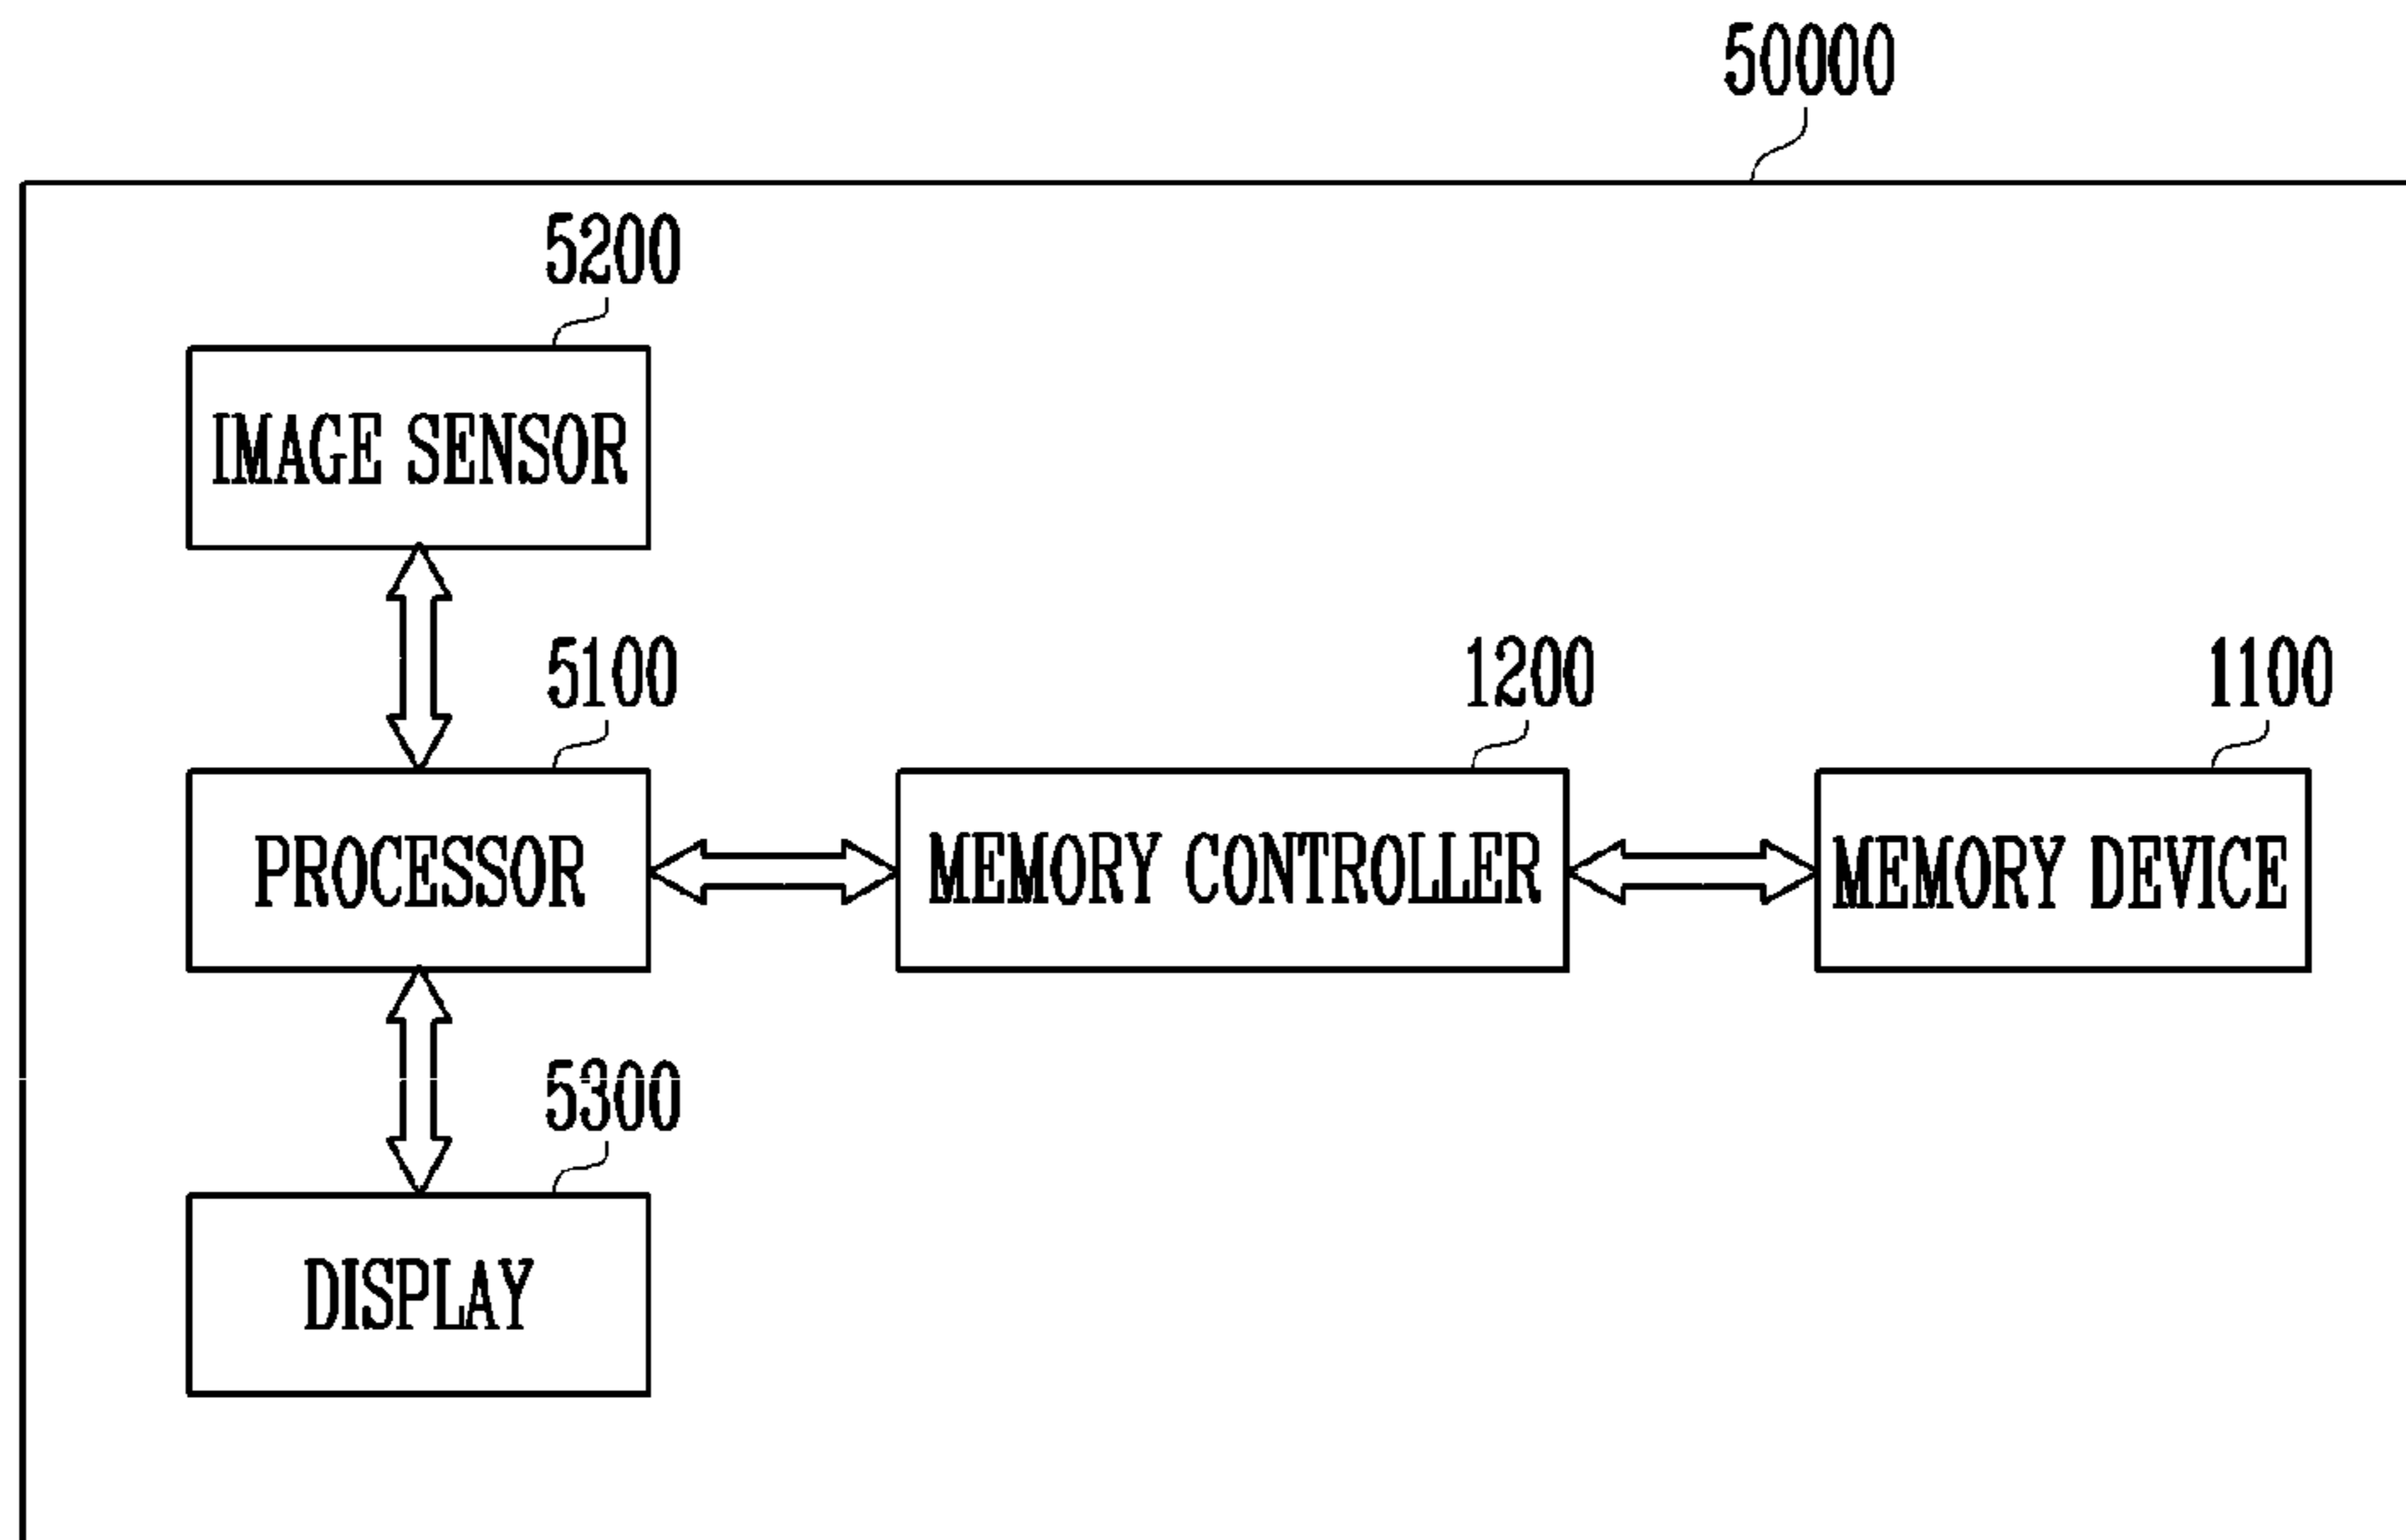 50000
5200
IMAGE SENSOR
5100
1200
1100
PROCESSOR
MEMORY CONTROLLER
MEMORY DEVICE
5300
DISPLAY